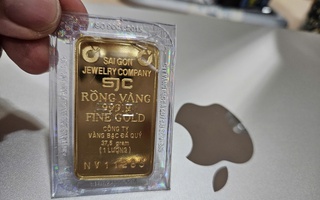 SAI GON
JEWELRY COMPANY
SJC
RỒNG VÀNG
999.9
FINE GOLD
CÔNG TY
VÀNG BẠC ĐÁ QUÝ
37,5 gram
(1 LƯỢNG)